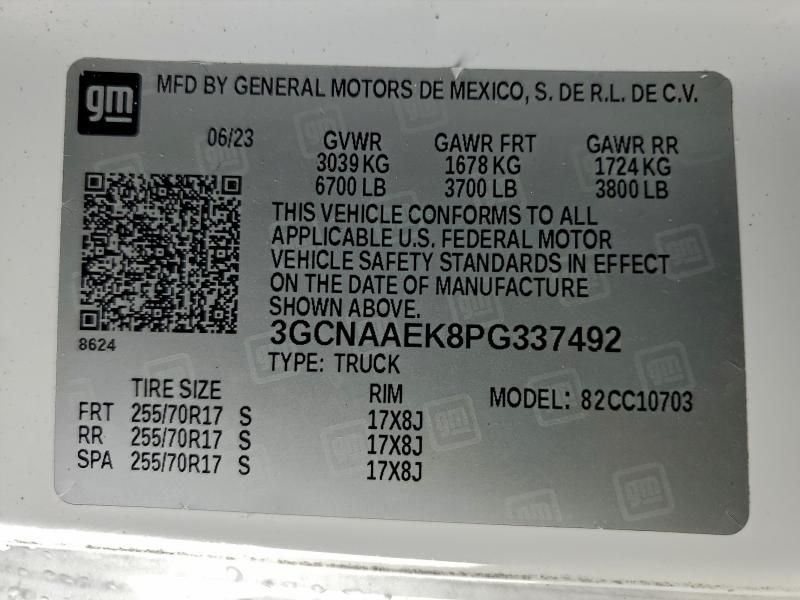 gm
MFD BY GENERAL MOTORS DE MEXICO, S. DE R.L. DE C.V.
06/23 GVWR GAWR FRT GAWR RR
3039 KG 1678 KG 1724 KG
6700 LB 3700 LB 3800 LB
THIS VEHICLE CONFORMS TO ALL
APPLICABLE U.S. FEDERAL MOTOR
VEHICLE SAFETY STANDARDS IN EFFECT
ON THE DATE OF MANUFACTURE
SHOWN ABOVE.
8624
3GCNAAEK8PG337492
TYPE: TRUCK
TIRE SIZE RIM MODEL: 82CC10703
FRT 255/70R17 S 17X8J
RR 255/70R17 S 17X8J
SPA 255/70R17 S 17X8J